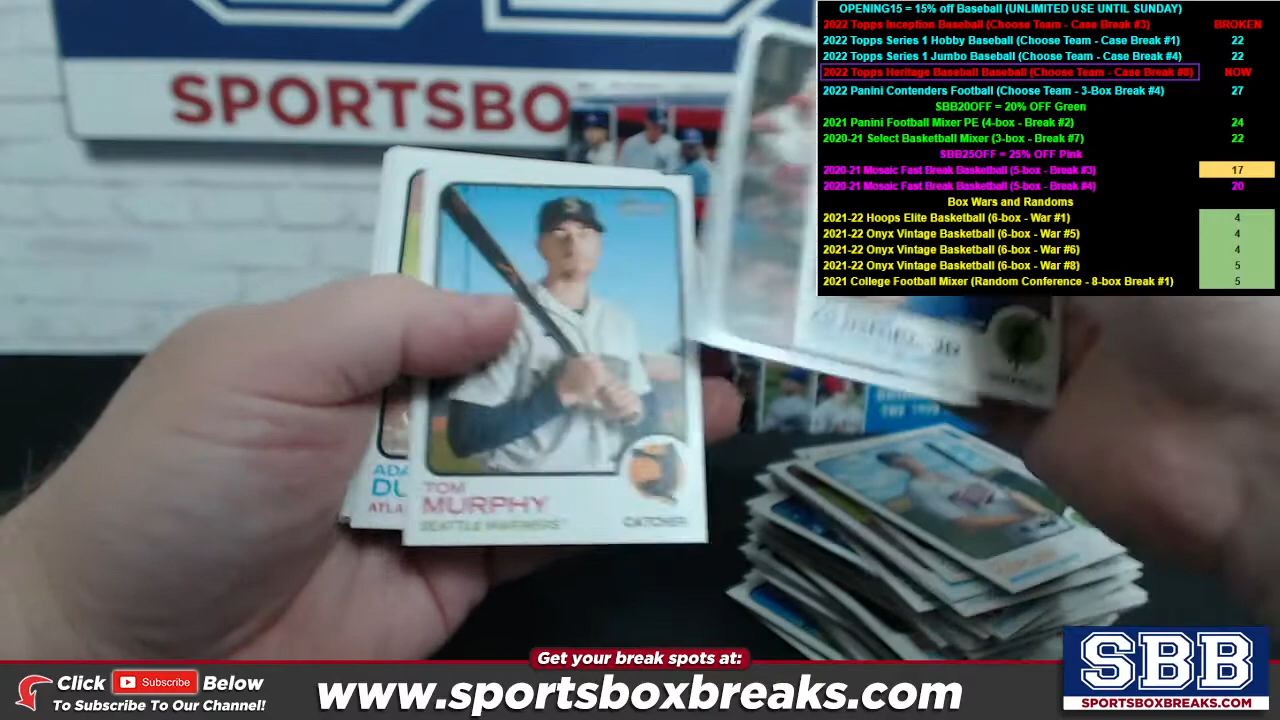 OPENING15 = 15% off Baseball (UNLIMITED USE UNTIL SUNDAY)
2022 Topps Inception Baseball (Choose Team - Case Break #3) BROKEN
2022 Topps Series 1 Hobby Baseball (Choose Team - Case Break #1) 22
2022 Topps Series 1 Jumbo Baseball (Choose Team - Case Break #4) 22
2022 Topps Heritage Baseball Baseball (Choose Team - Case Break #8) NOW
2022 Panini Contenders Football (Choose Team - 3-Box Break #4) 27
SBB20OFF = 20% OFF Green
2021 Panini Football Mixer PE (4-box - Break #2) 24
2020-21 Select Basketball Mixer (3-box - Break #7) 22
SBB25OFF = 25% OFF Pink
2020-21 Mosaic Fast Break Basketball (5-box - Break #3) 17
2020-21 Mosaic Fast Break Basketball (5-box - Break #4) 20
Box Wars and Randoms
2021-22 Hoops Elite Basketball (6-box - War #1) 4
2021-22 Onyx Vintage Basketball (6-box - War #5) 4
2021-22 Onyx Vintage Basketball (6-box - War #6) 4
2021-22 Onyx Vintage Basketball (6-box - War #8) 5
2021 College Football Mixer (Random Conference - 8-box Break #1) 5
SPORTSBO
ADA
DU
ATLA
TOM
MURPHY
SEATTLE MARINERS
CATCHER
Get your break spots at:
Click Subscribe Below
To Subscribe To Our Channel!
www.sportsboxbreaks.com
SBB
SPORTSBOXBREAKS.COM